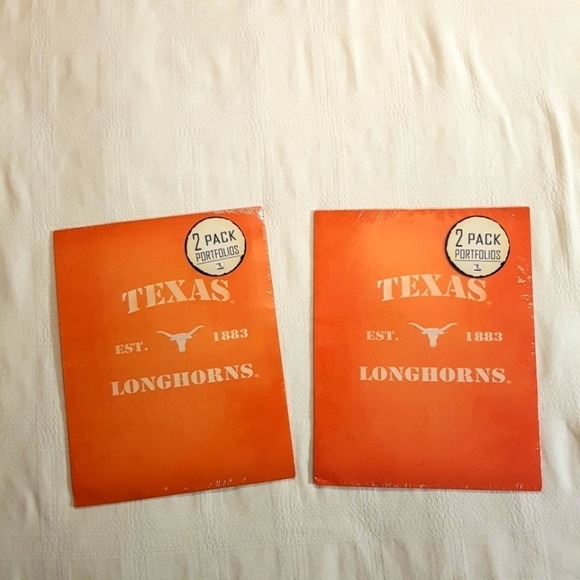 2 PACK
PORTFOLIOS
TEXAS
EST. 1883
LONGHORNS
2 PACK
PORTFOLIOS
TEXAS
EST. 1883
LONGHORNS